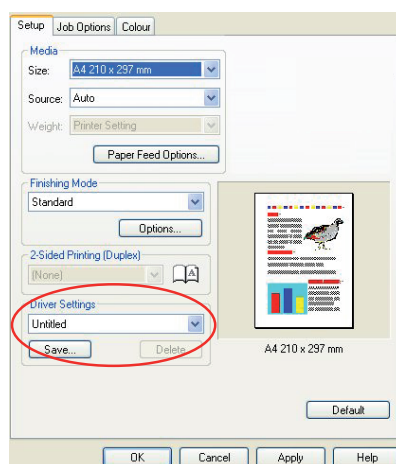 Setup Job Options Colour
Media
Size: A4 210 x 297 mm
Source: Auto
Weight: Printer Setting
Paper Feed Options...
Finishing Mode
Standard
Options...
2-Sided Printing (Duplex)
(None)
A
Driver Settings
Untitled
Save... Delete
A4 210 x 297 mm
Default
OK Cancel Apply Help